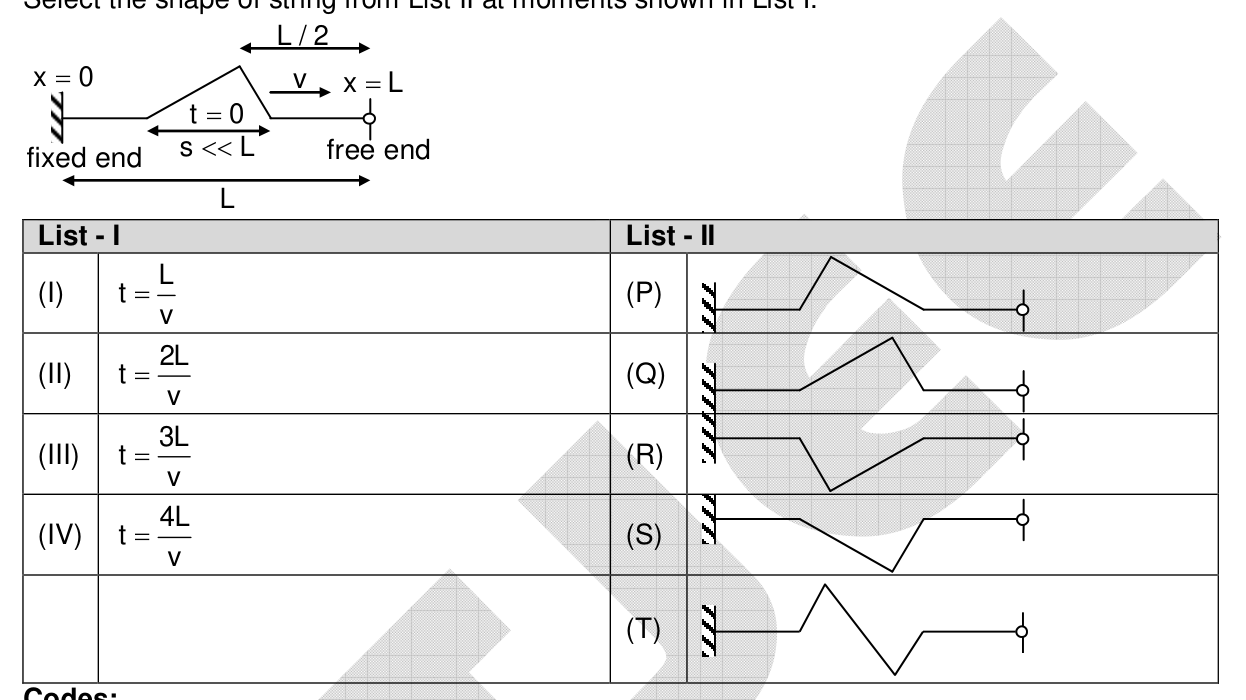 Select the shape of string from List II at moments shown in List I.
L / 2
x = 0
v
x = L
t = 0
s << L
fixed end
free end
L
List - I List - II
(I) t = L/v (P)
(II) t = 2L/v (Q)
(III) t = 3L/v (R)
(IV) t = 4L/v (S)
(T)
Codes: